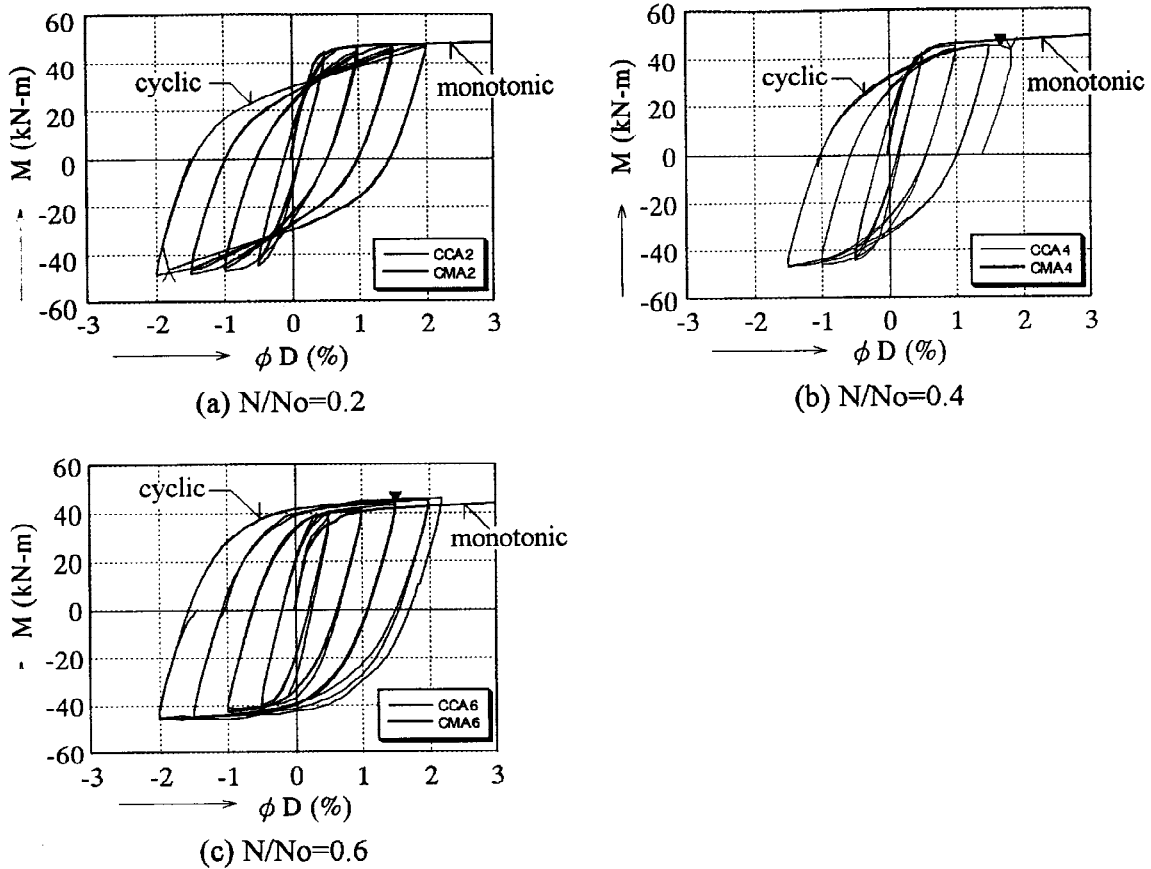 60
40
20
0
-20
-40
-60
M (kN-m)
cyclic
monotonic
CCA2
CMA2
-3 -2 -1 0 1 2 3
ϕ D (%)
(a) N/No=0.2
60
40
20
0
-20
-40
-60
M (kN-m)
cyclic
monotonic
CCA4
CMA4
-3 -2 -1 0 1 2 3
ϕ D (%)
(b) N/No=0.4
60
40
20
0
-20
-40
-60
M (kN-m)
cyclic
monotonic
CCA6
CMA6
-3 -2 -1 0 1 2 3
ϕ D (%)
(c) N/No=0.6